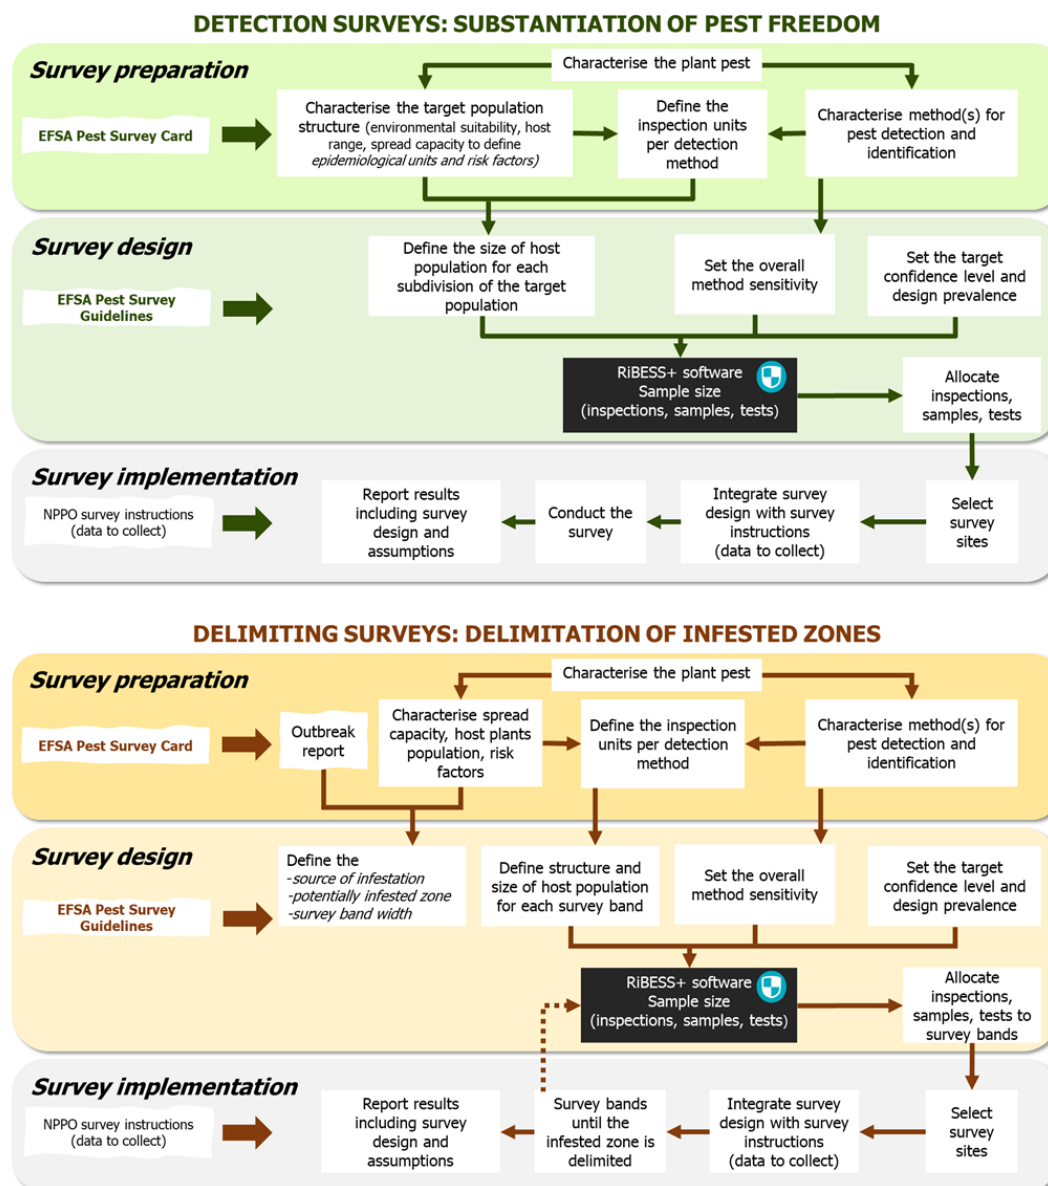 DETECTION SURVEYS: SUBSTANTIATION OF PEST FREEDOM
Survey preparation
Characterise the plant pest
EFSA Pest Survey Card
Characterise the target population
structure (environmental suitability, host
range, spread capacity to define
epidemiological units and risk factors)
Define the
inspection units
per detection
method
Characterise method(s) for
pest detection and
identification
Survey design
EFSA Pest Survey
Guidelines
Define the size of host
population for each
subdivision of the target
population
Set the overall
method sensitivity
Set the target
confidence level and
design prevalence
RiBESS+ software
Sample size
(inspections, samples, tests)
Allocate
inspections,
samples, tests
Survey implementation
NPPO survey instructions
(data to collect)
Report results
including survey
design and
assumptions
Conduct the
survey
Integrate survey
design with survey
instructions
(data to collect)
Select
survey
sites
DELIMITING SURVEYS: DELIMITATION OF INFESTED ZONES
Survey preparation
Characterise the plant pest
EFSA Pest Survey Card
Outbreak
report
Characterise spread
capacity, host plants
population, risk
factors
Define the inspection
units per detection
method
Characterise method(s) for
pest detection and
identification
Survey design
EFSA Pest Survey
Guidelines
Define the
-source of infestation
-potentially infested zone
-survey band width
Define structure and
size of host population
for each survey band
Set the overall
method sensitivity
Set the target
confidence level and
design prevalence
RiBESS+ software
Sample size
(inspections, samples, tests)
Allocate
inspections,
samples, tests to
survey bands
Survey implementation
NPPO survey instructions
(data to collect)
Report results
including survey
design and
assumptions
Survey bands
until the
infested zone is
delimited
Integrate survey
design with survey
instructions
(data to collect)
Select
survey
sites